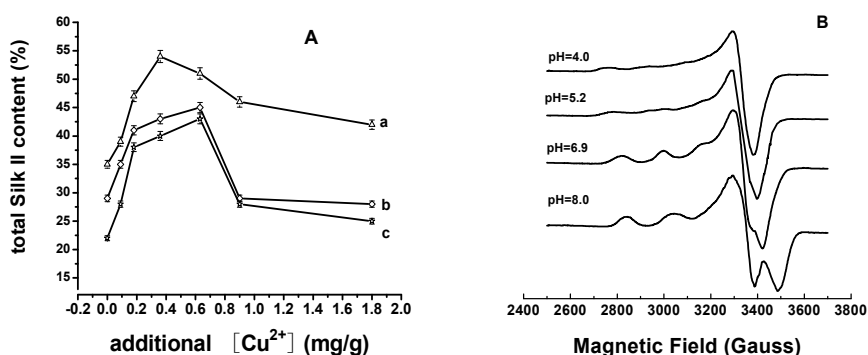 A
60
55
50
45
40
35
30
25
20
15
total Silk II content (%)
-0.2 0.0 0.2 0.4 0.6 0.8 1.0 1.2 1.4 1.6 1.8 2.0
additional [Cu²⁺] (mg/g)
a
b
c
B
pH=4.0
pH=5.2
pH=6.9
pH=8.0
2400 2600 2800 3000 3200 3400 3600 3800
Magnetic Field (Gauss)